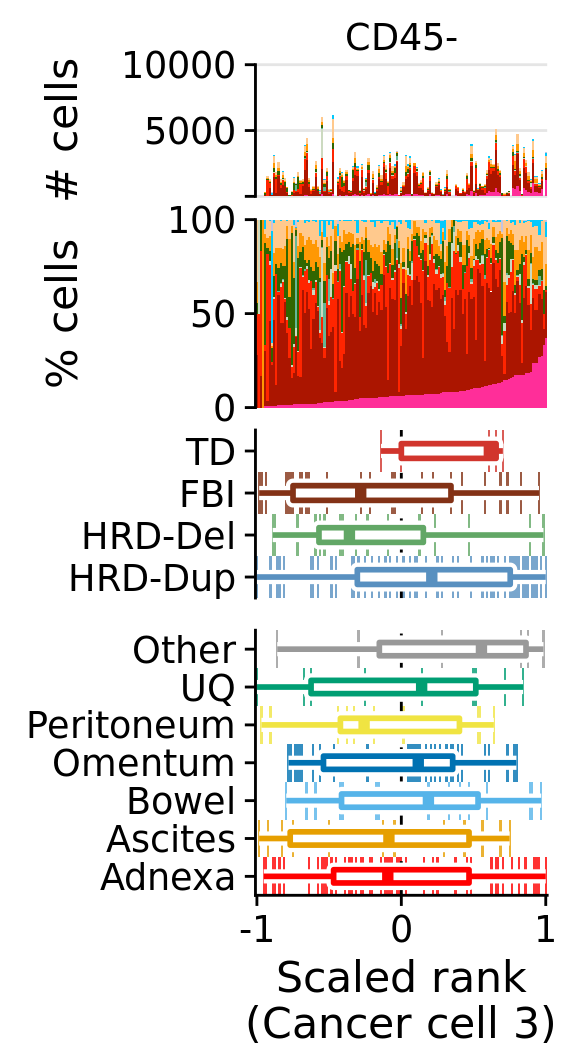 CD45-
10000
5000
# cells
100
50
0
% cells
TD
FBI
HRD-Del
HRD-Dup
Other
UQ
Peritoneum
Omentum
Bowel
Ascites
Adnexa
-1 0 1
Scaled rank
(Cancer cell 3)